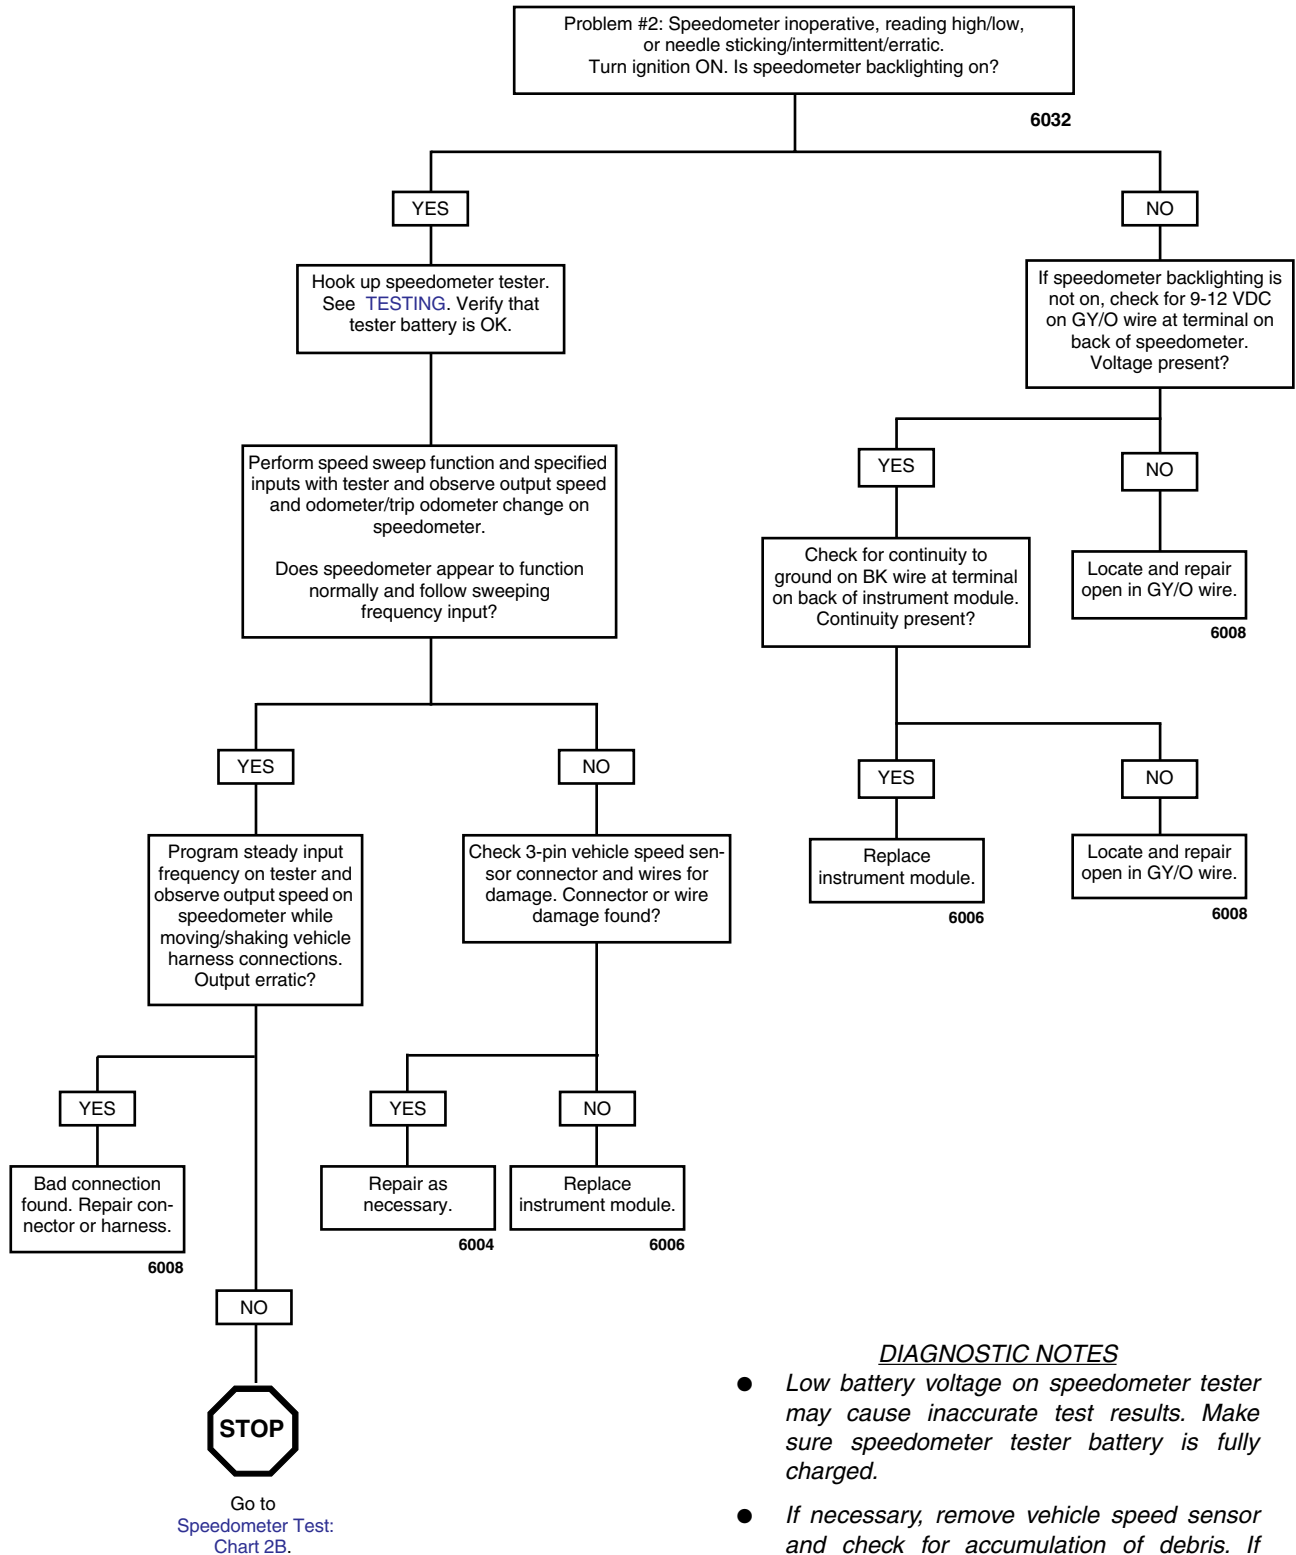 Problem #2: Speedometer inoperative, reading high/low,
or needle sticking/intermittent/erratic.
Turn ignition ON. Is speedometer backlighting on?
6032
YES
NO
Hook up speedometer tester.
See TESTING. Verify that
tester battery is OK.
If speedometer backlighting is
not on, check for 9-12 VDC
on GY/O wire at terminal on
back of speedometer.
Voltage present?
Perform speed sweep function and specified
inputs with tester and observe output speed
and odometer/trip odometer change on
speedometer.
Does speedometer appear to function
normally and follow sweeping
frequency input?
YES
NO
Check for continuity to
ground on BK wire at terminal
on back of instrument module.
Continuity present?
Locate and repair
open in GY/O wire.
6008
YES
NO
YES
NO
Program steady input
frequency on tester and
observe output speed on
speedometer while
moving/shaking vehicle
harness connections.
Output erratic?
Check 3-pin vehicle speed sen-
sor connector and wires for
damage. Connector or wire
damage found?
Replace
instrument module.
6006
Locate and repair
open in GY/O wire.
6008
YES
YES
NO
Bad connection
found. Repair con-
nector or harness.
6008
Repair as
necessary.
6004
Replace
instrument module.
6006
NO
STOP
Go to
Speedometer Test:
Chart 2B.
DIAGNOSTIC NOTES
● Low battery voltage on speedometer tester
may cause inaccurate test results. Make
sure speedometer tester battery is fully
charged.
● If necessary, remove vehicle speed sensor
and check for accumulation of debris. If